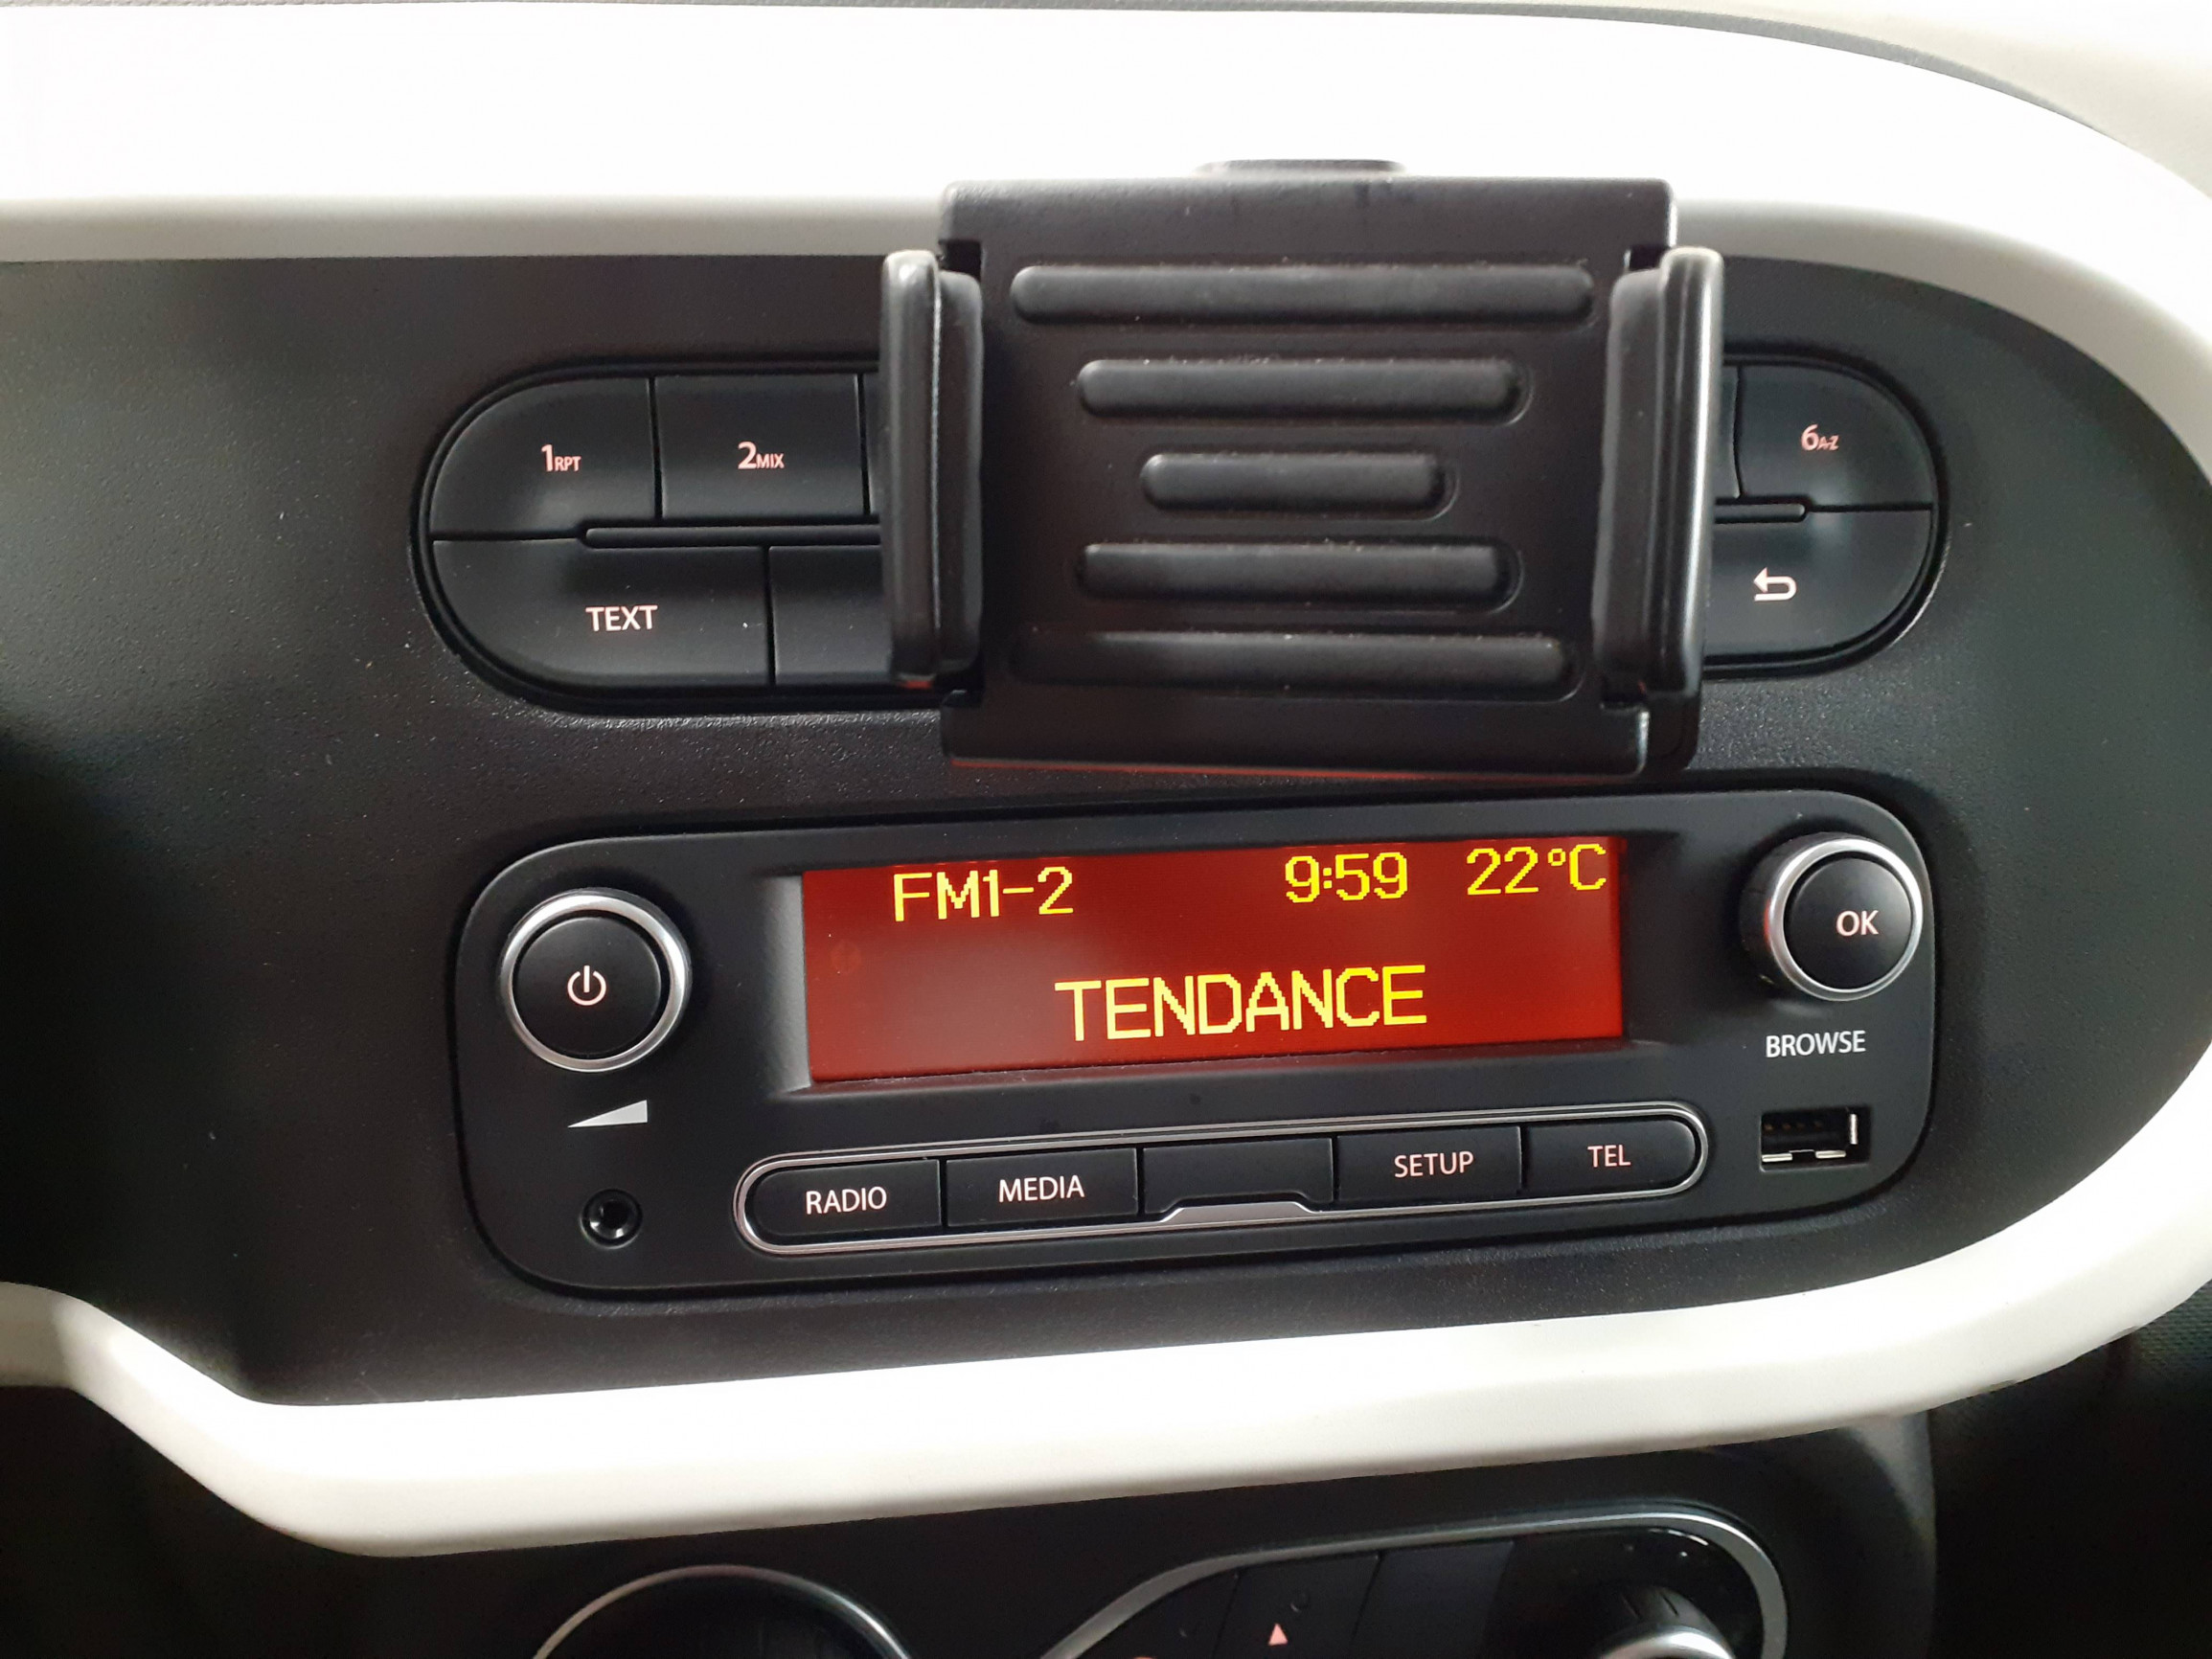 1RPT 2MIX 6A-Z
TEXT
FM1-2 9:59 22°C
TENDANCE
OK
BROWSE
RADIO MEDIA SETUP TEL